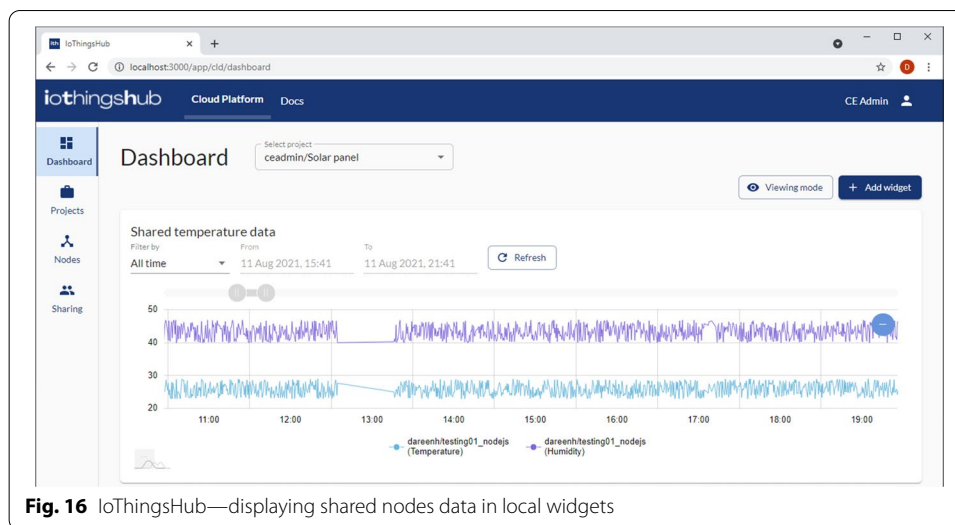 ith IoThingsHub
localhost:3000/app/cld/dashboard
D
iothingshub Cloud Platform Docs CE Admin
Dashboard
Projects
Nodes
Sharing
Dashboard
Select project
ceadmin/Solar panel
Viewing mode
+ Add widget
Shared temperature data
Filter by From To
All time 11 Aug 2021, 15:41 11 Aug 2021, 21:41 Refresh
50
40
30
20
11:00 12:00 13:00 14:00 15:00 16:00 17:00 18:00 19:00
dareenh/testing01_nodejs dareenh/testing01_nodejs
(Temperature) (Humidity)
Fig. 16 IoThingsHub—displaying shared nodes data in local widgets